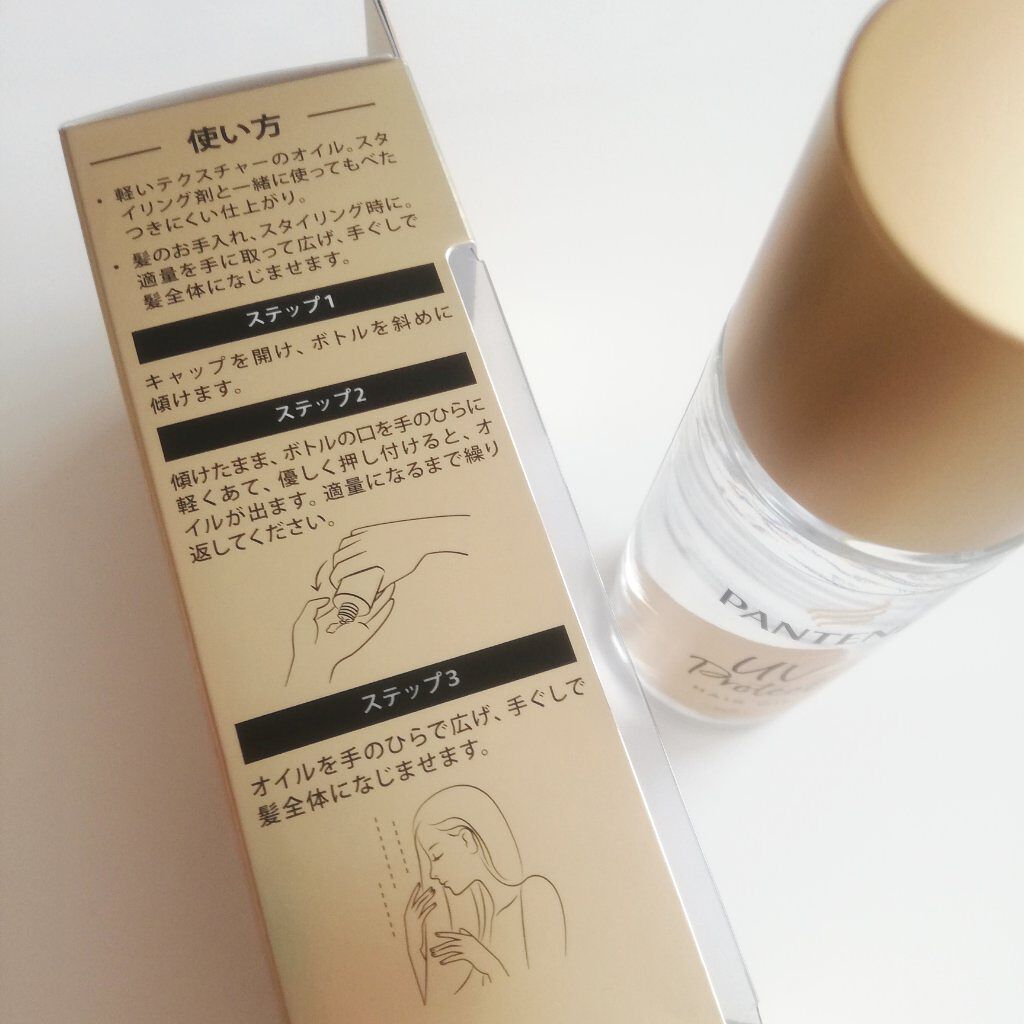 使い方
・ 軽いテクスチャーのオイル。スタ
イリング剤と一緒に使ってもべた
つきにくい仕上がり。
・ 髪のお手入れ、スタイリング時に。
適量を手に取って広げ、手ぐしで
髪全体になじませます。
ステップ1
キャップを開け、ボトルを斜めに
傾けます。
ステップ2
傾けたまま、ボトルの口を手のひらに
軽くあて、優しく押し付けると、オ
イルが出ます。適量になるまで繰り
返してください。
ステップ3
オイルを手のひらで広げ、手ぐしで
髪全体になじませます。
PANTEN
UV
Prote
HAIR